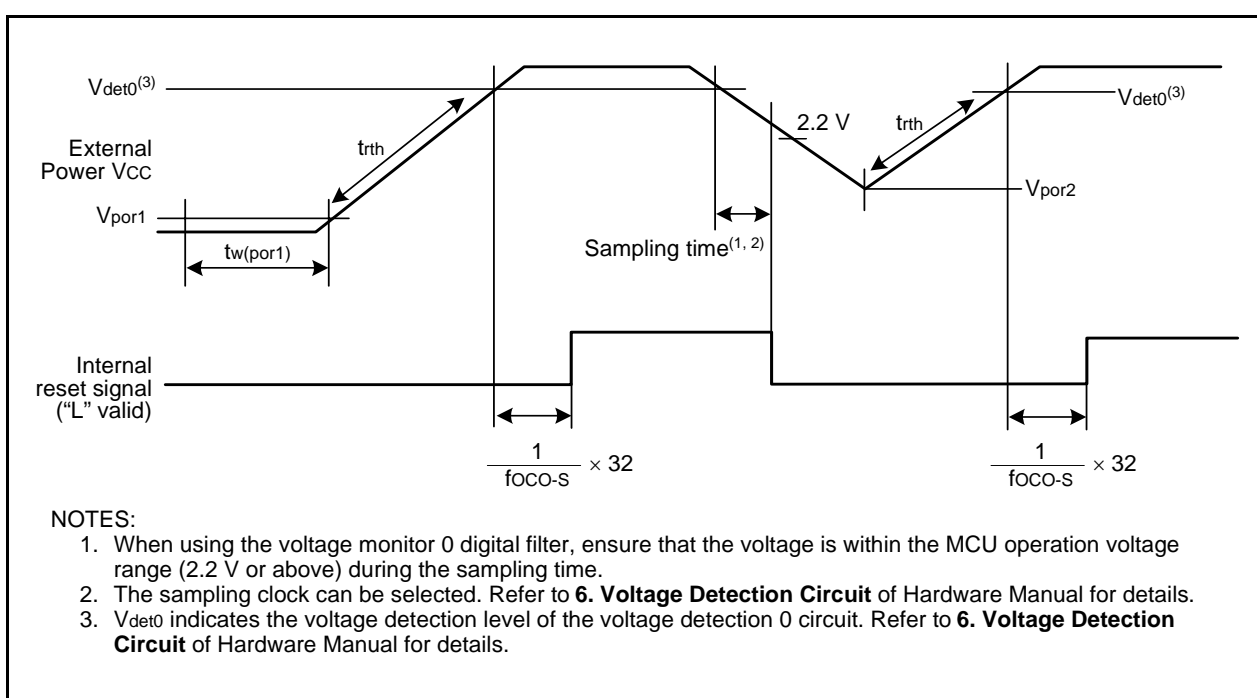 Vdet0(3)
External
Power VCC
Vpor1
tw(por1)
trth
Sampling time(1, 2)
2.2 V
trth
Vdet0(3)
Vpor2
Internal
reset signal
(“L” valid)
1
fOCO-S
× 32
1
fOCO-S
× 32
NOTES:
1. When using the voltage monitor 0 digital filter, ensure that the voltage is within the MCU operation voltage
range (2.2 V or above) during the sampling time.
2. The sampling clock can be selected. Refer to 6. Voltage Detection Circuit of Hardware Manual for details.
3. Vdet0 indicates the voltage detection level of the voltage detection 0 circuit. Refer to 6. Voltage Detection
Circuit of Hardware Manual for details.